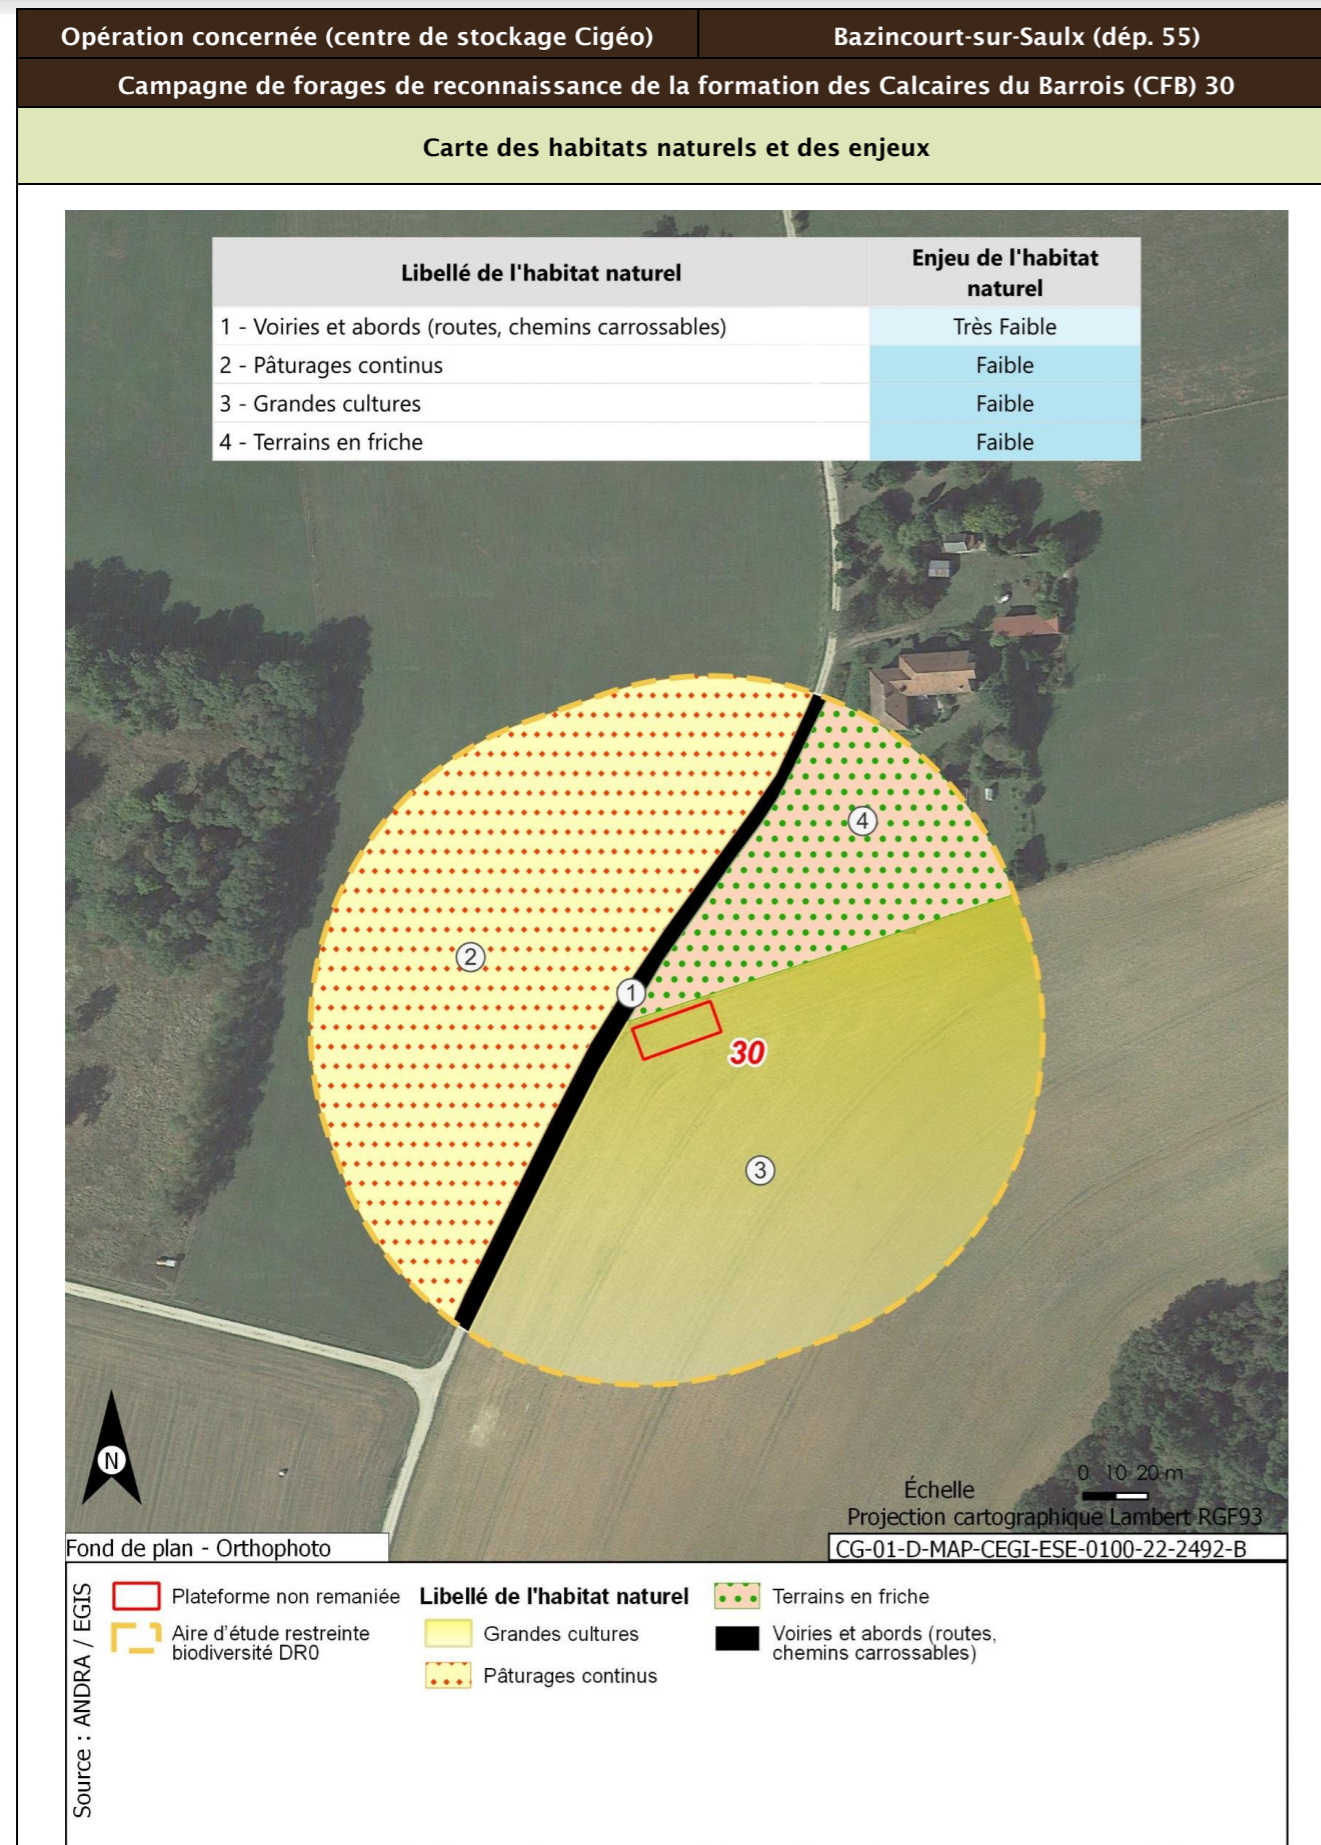 Opération concernée (centre de stockage Cigéo)
Bazincourt-sur-Saulx (dép. 55)
Campagne de forages de reconnaissance de la formation des Calcaires du Barrois (CFB) 30
Carte des habitats naturels et des enjeux
Libellé de l'habitat naturel
Enjeu de l'habitat
naturel
1 - Voiries et abords (routes, chemins carrossables)
Très Faible
2 - Pâturages continus
Faible
3 - Grandes cultures
Faible
4 - Terrains en friche
Faible
4
2
1
30
3
N
Échelle
0 10 20 m
Projection cartographique Lambert RGF93
Fond de plan - Orthophoto
CG-01-D-MAP-CEGI-ESE-0100-22-2492-B
Source : ANDRA / EGIS
Plateforme non remaniée
Aire d'étude restreinte
biodiversité DR0
Libellé de l'habitat naturel
Grandes cultures
Pâturages continus
Terrains en friche
Voiries et abords (routes,
chemins carrossables)